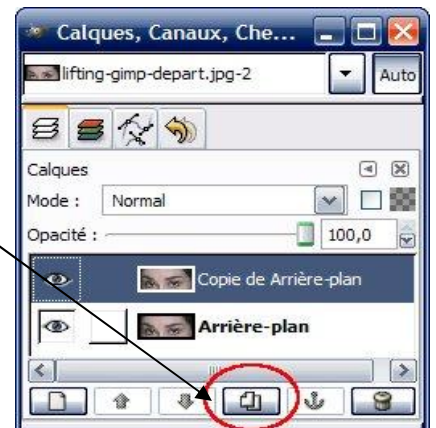 Calques, Canaux, Che...
lifting-gimp-depart.jpg-2
Auto
Calques
Mode : Normal
Opacité : 100,0
Copie de Arrière-plan
Arrière-plan